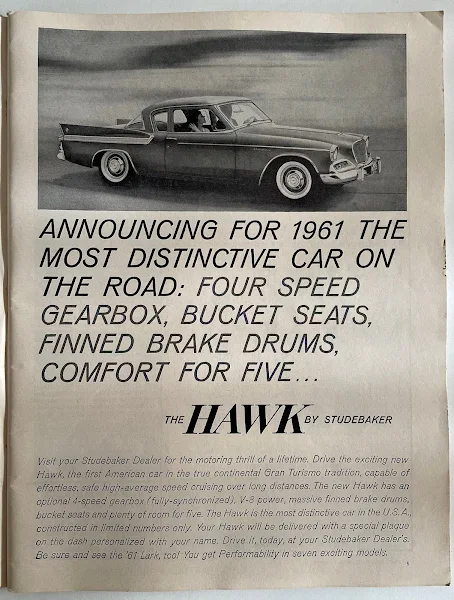 ANNOUNCING FOR 1961 THE
MOST DISTINCTIVE CAR ON
THE ROAD: FOUR SPEED
GEARBOX, BUCKET SEATS,
FINNED BRAKE DRUMS,
COMFORT FOR FIVE...
THE HAWK BY STUDEBAKER
Visit your Studebaker Dealer for the motoring thrill of a lifetime. Drive the exciting new
Hawk, the first American car in the true continental Gran Turismo tradition, capable of
effortless, safe high-average speed cruising over long distances. The new Hawk has an
optional 4-speed gearbox (fully-synchronized), V-8 power, massive finned brake drums,
bucket seats and plenty of room for five. The Hawk is the most distinctive car in the U.S.A.,
constructed in limited numbers only. Your Hawk will be delivered with a special plaque
on the dash personalized with your name. Drive it, today, at your Studebaker Dealer's.
Be sure and see the '61 Lark, too! You get Performability in seven exciting models.